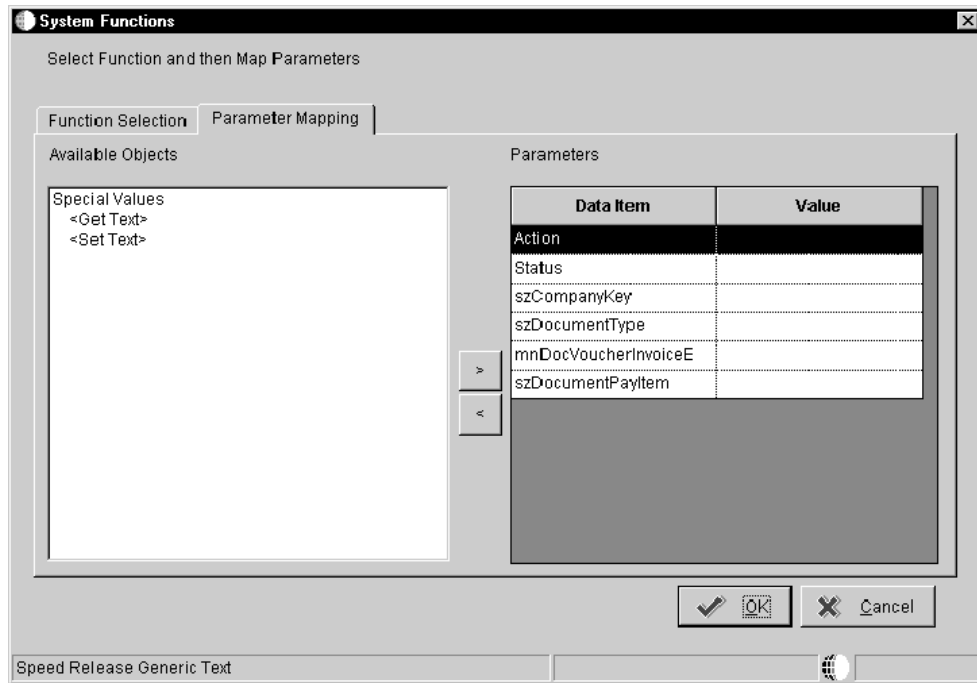 System Functions
Select Function and then Map Parameters
Function Selection
Parameter Mapping
Available Objects
Parameters
Special Values
<Get Text>
<Set Text>
Data Item Value
Action
Status
szCompanyKey
szDocumentType
mnDocVoucherInvoiceE
szDocumentPayItem
>
<
OK
Cancel
Speed Release Generic Text